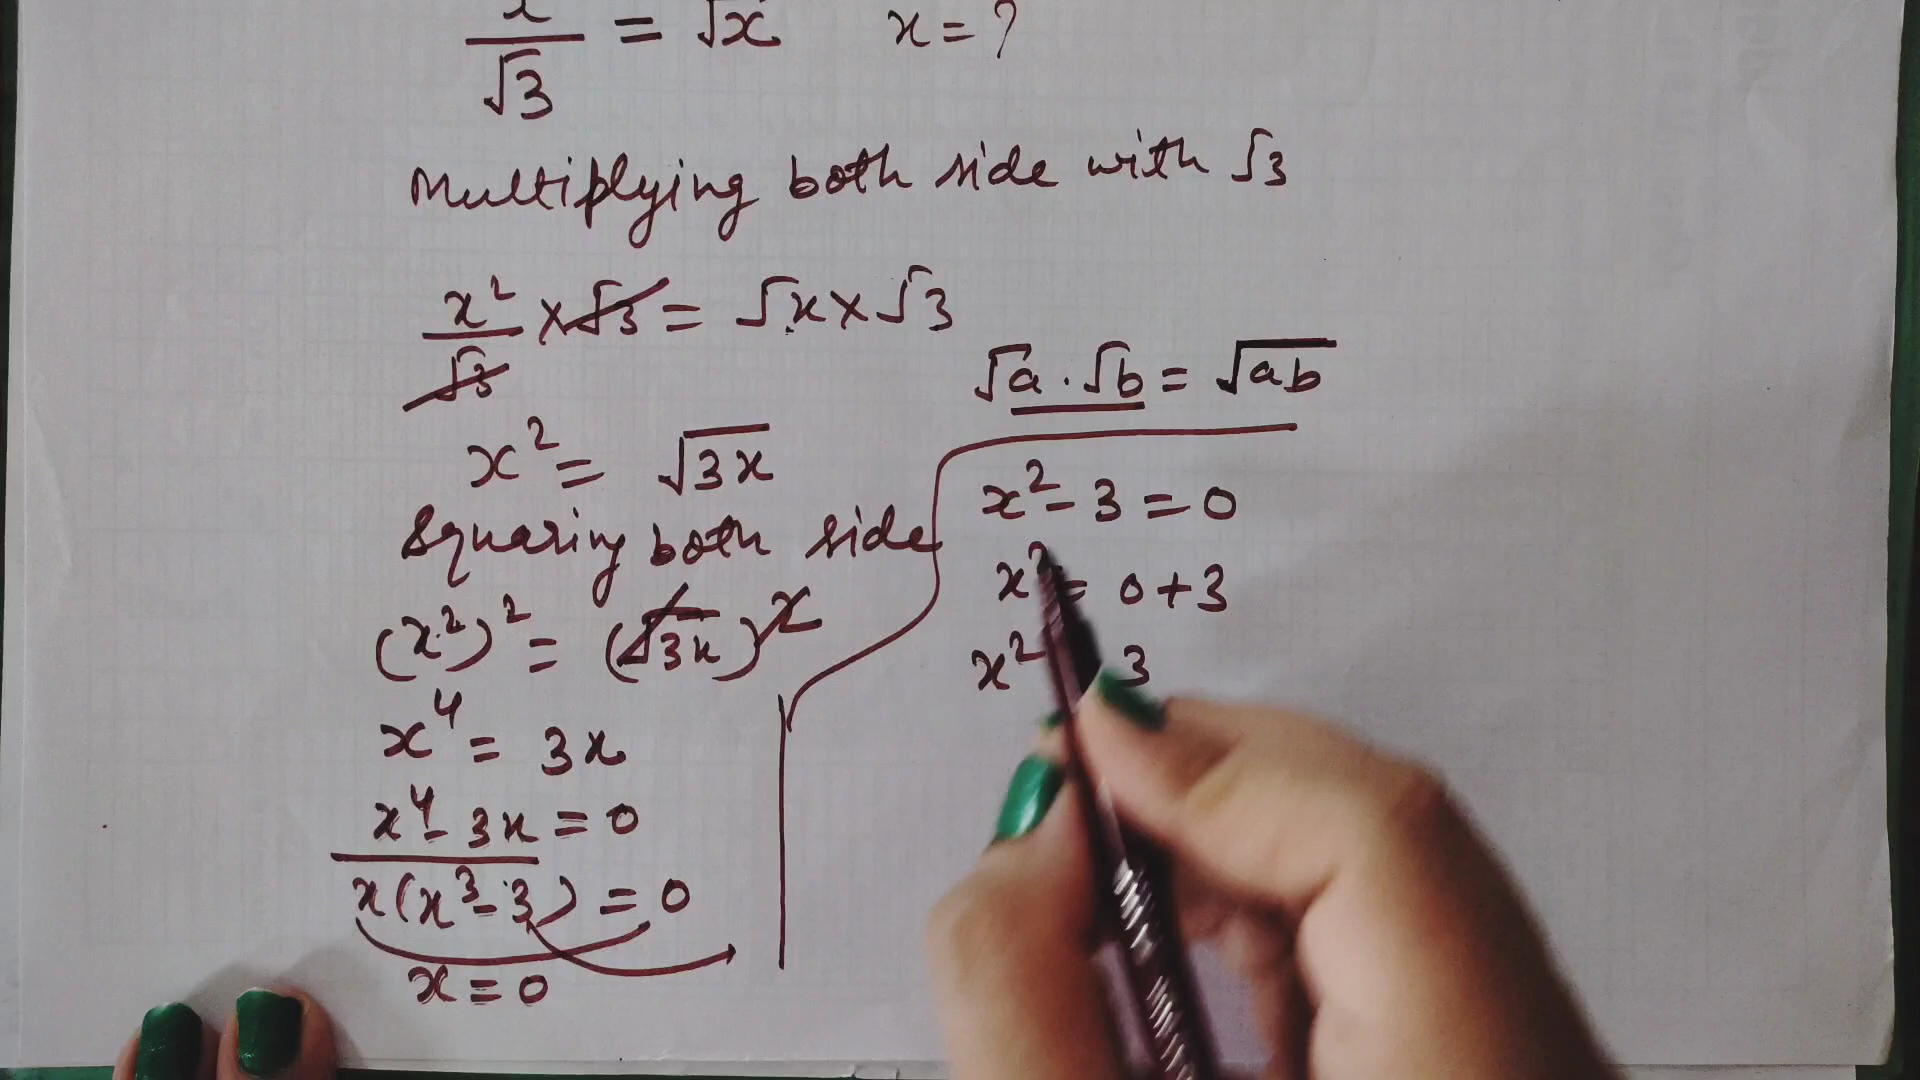 x/√3 = √x x = ?
Multiplying both side with √3
x²/√3 × √3 = √x × √3
√a · √b = √ab
x² = √3x
Squaring both side
(x²)² = (√3x)²
x⁴ = 3x
x⁴ - 3x = 0
x(x³ - 3) = 0
x = 0
x² - 3 = 0
x² = 0 + 3
x² 3